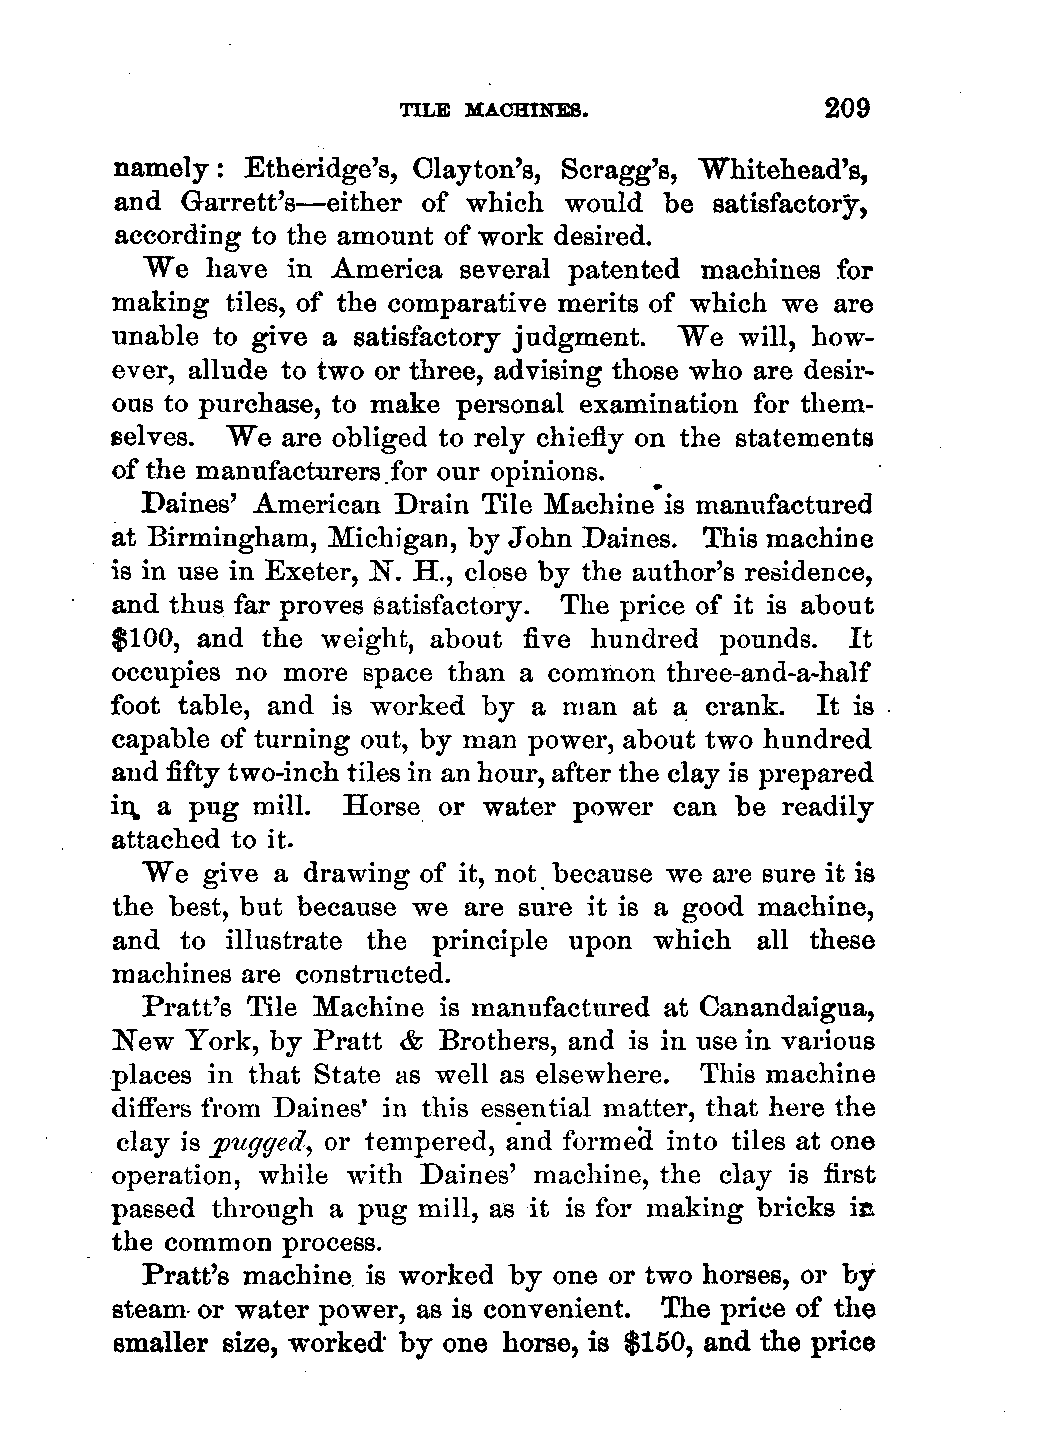 TILE MACHINES. 209
namely: Etheridge's, Clayton's, Scragg's, Whitehead's,
and Garrett's—either of which would be satisfactory,
according to the amount of work desired.
We have in America several patented machines for
making tiles, of the comparative merits of which we are
unable to give a satisfactory judgment. We will, how-
ever, allude to two or three, advising those who are desir-
ous to purchase, to make personal examination for them-
selves. We are obliged to rely chiefly on the statements
of the manufacturers for our opinions.
Daines' American Drain Tile Machine is manufactured
at Birmingham, Michigan, by John Daines. This machine
is in use in Exeter, N. H., close by the author's residence,
and thus far proves satisfactory. The price of it is about
$100, and the weight, about five hundred pounds. It
occupies no more space than a common three-and-a-half
foot table, and is worked by a man at a crank. It is
capable of turning out, by man power, about two hundred
and fifty two-inch tiles in an hour, after the clay is prepared
in a pug mill. Horse or water power can be readily
attached to it.
We give a drawing of it, not because we are sure it is
the best, but because we are sure it is a good machine,
and to illustrate the principle upon which all these
machines are constructed.
Pratt's Tile Machine is manufactured at Canandaigua,
New York, by Pratt & Brothers, and is in use in various
places in that State as well as elsewhere. This machine
differs from Daines' in this essential matter, that here the
clay is pugged, or tempered, and formed into tiles at one
operation, while with Daines' machine, the clay is first
passed through a pug mill, as it is for making bricks in
the common process.
Pratt's machine is worked by one or two horses, or by
steam or water power, as is convenient. The price of the
smaller size, worked by one horse, is $150, and the price